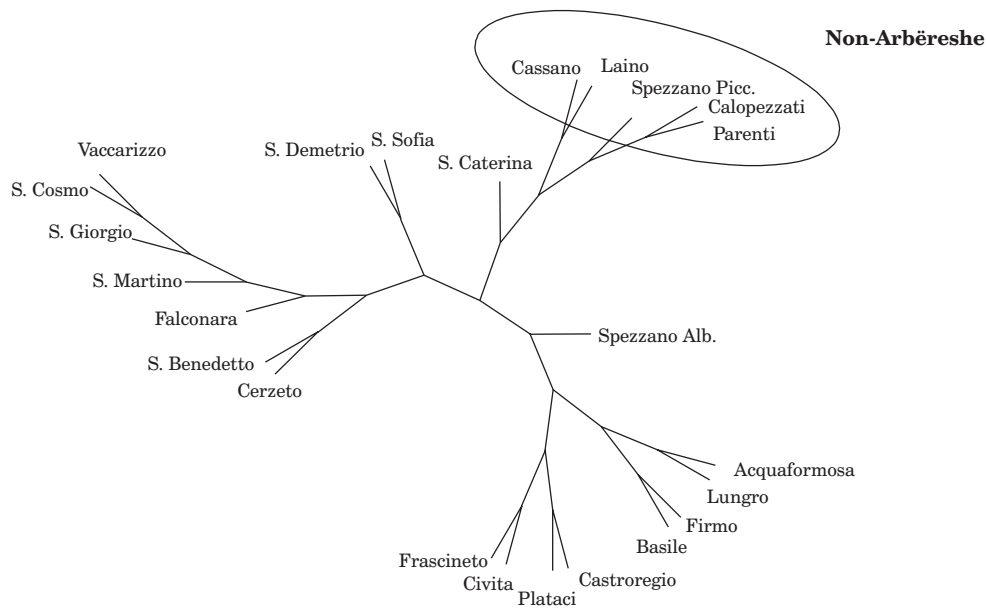 Non-Arbëreshe
Cassano
Laino
Spezzano Picc.
Calopezzati
Parenti
S. Caterina
S. Sofia
S. Demetrio
Vaccarizzo
S. Cosmo
S. Giorgio
S. Martino
Falconara
S. Benedetto
Cerzeto
Spezzano Alb.
Acquaformosa
Lungro
Firmo
Basile
Castroregio
Plataci
Civita
Frascineto